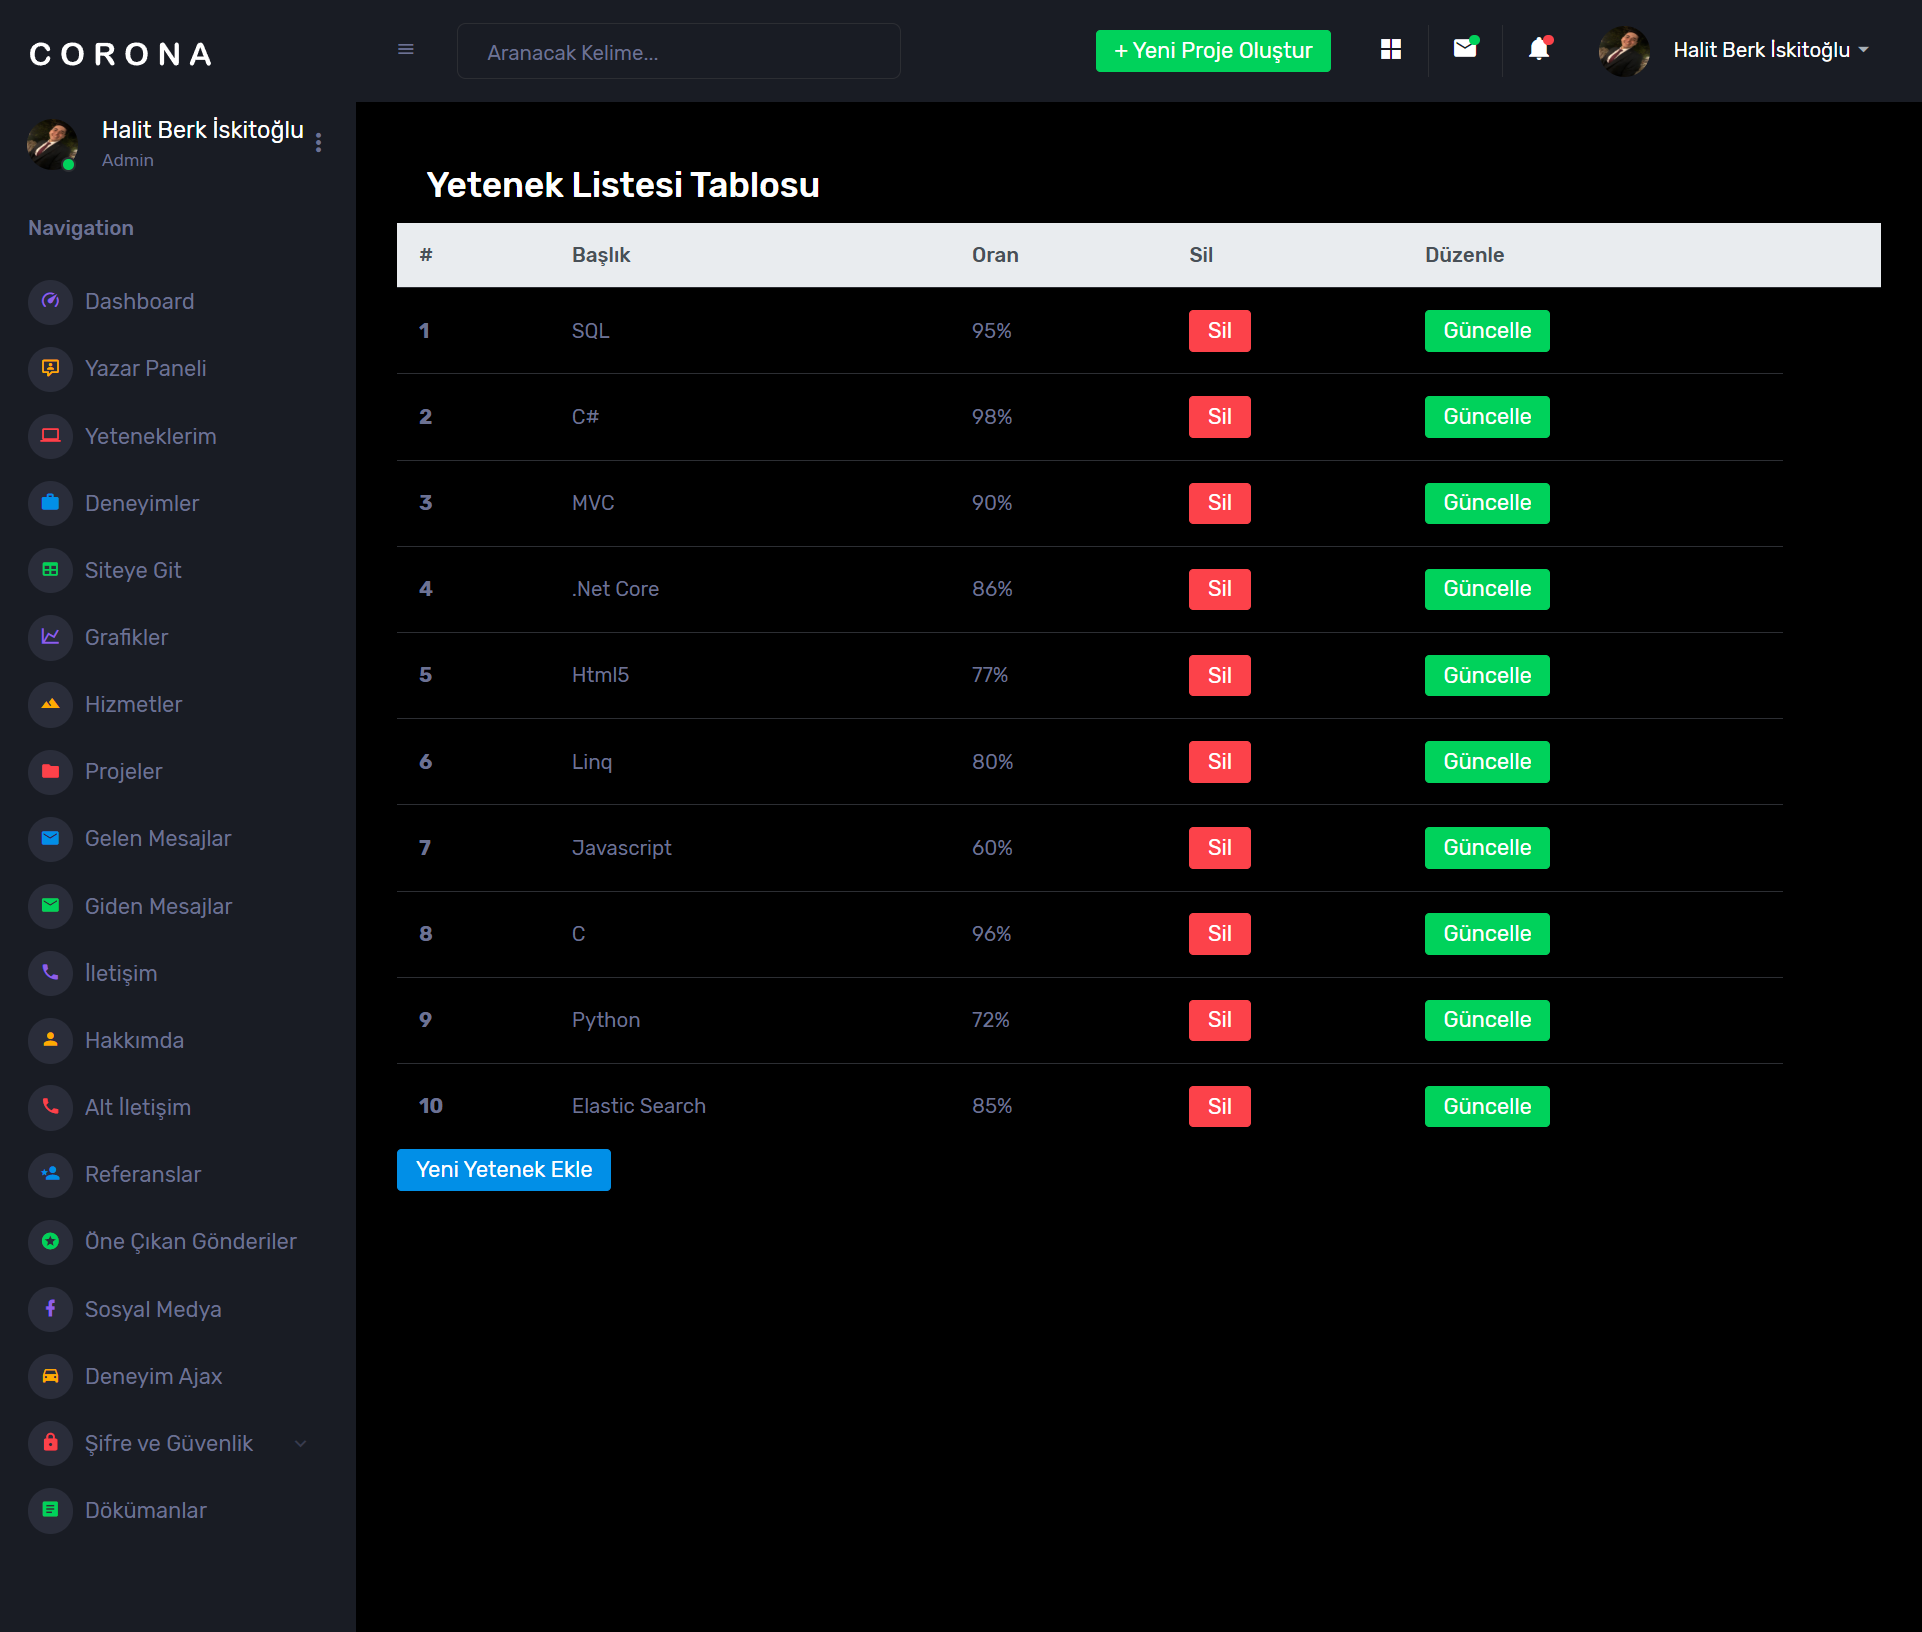 CORONA
Aranacak Kelime...
+ Yeni Proje Oluştur
Halit Berk İskitoğlu
Halit Berk İskitoğlu
Admin
Navigation
Dashboard
Yazar Paneli
Yeteneklerim
Deneyimler
Siteye Git
Grafikler
Hizmetler
Projeler
Gelen Mesajlar
Giden Mesajlar
İletişim
Hakkımda
Alt İletişim
Referanslar
Öne Çıkan Gönderiler
Sosyal Medya
Deneyim Ajax
Şifre ve Güvenlik
Dökümanlar
Yetenek Listesi Tablosu
# Başlık Oran Sil Düzenle
1 SQL 95% Sil Güncelle
2 C# 98% Sil Güncelle
3 MVC 90% Sil Güncelle
4 .Net Core 86% Sil Güncelle
5 Html5 77% Sil Güncelle
6 Linq 80% Sil Güncelle
7 Javascript 60% Sil Güncelle
8 C 96% Sil Güncelle
9 Python 72% Sil Güncelle
10 Elastic Search 85% Sil Güncelle
Yeni Yetenek Ekle